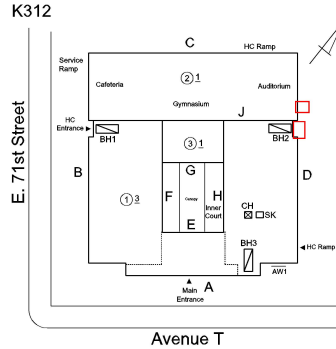 K312
C
HC Ramp
Service
Ramp
② 1
Cafeteria
Auditorium
Gymnasium
J
HC
Entrance
BH1
BH2
③ 1
E. 71st Street
B
G
D
F
Canopy
H
Inner
Court
① 3
E
CH
SK
BH3
HC Ramp
AW1
A
Main
Entrance
Avenue T